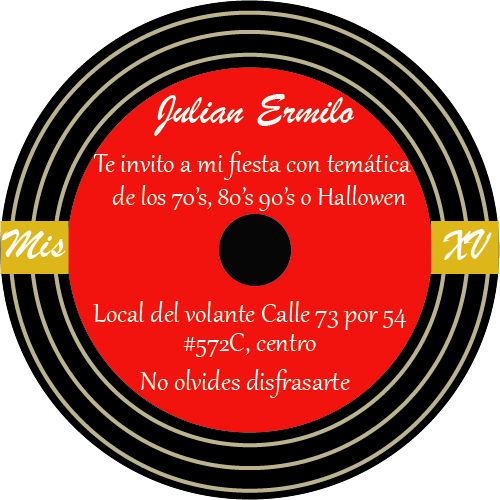 Julian Ermilo
Te invito a mi fiesta con temática
de los 70's, 80's 90's o Hallowen
Mis XV
Local del volante Calle 73 por 54
#572C, centro
No olvides disfrasarte